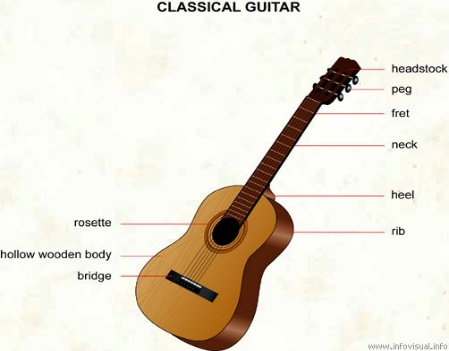 CLASSICAL GUITAR
headstock
peg
fret
neck
heel
rib
rosette
hollow wooden body
bridge
www.infovisual.info